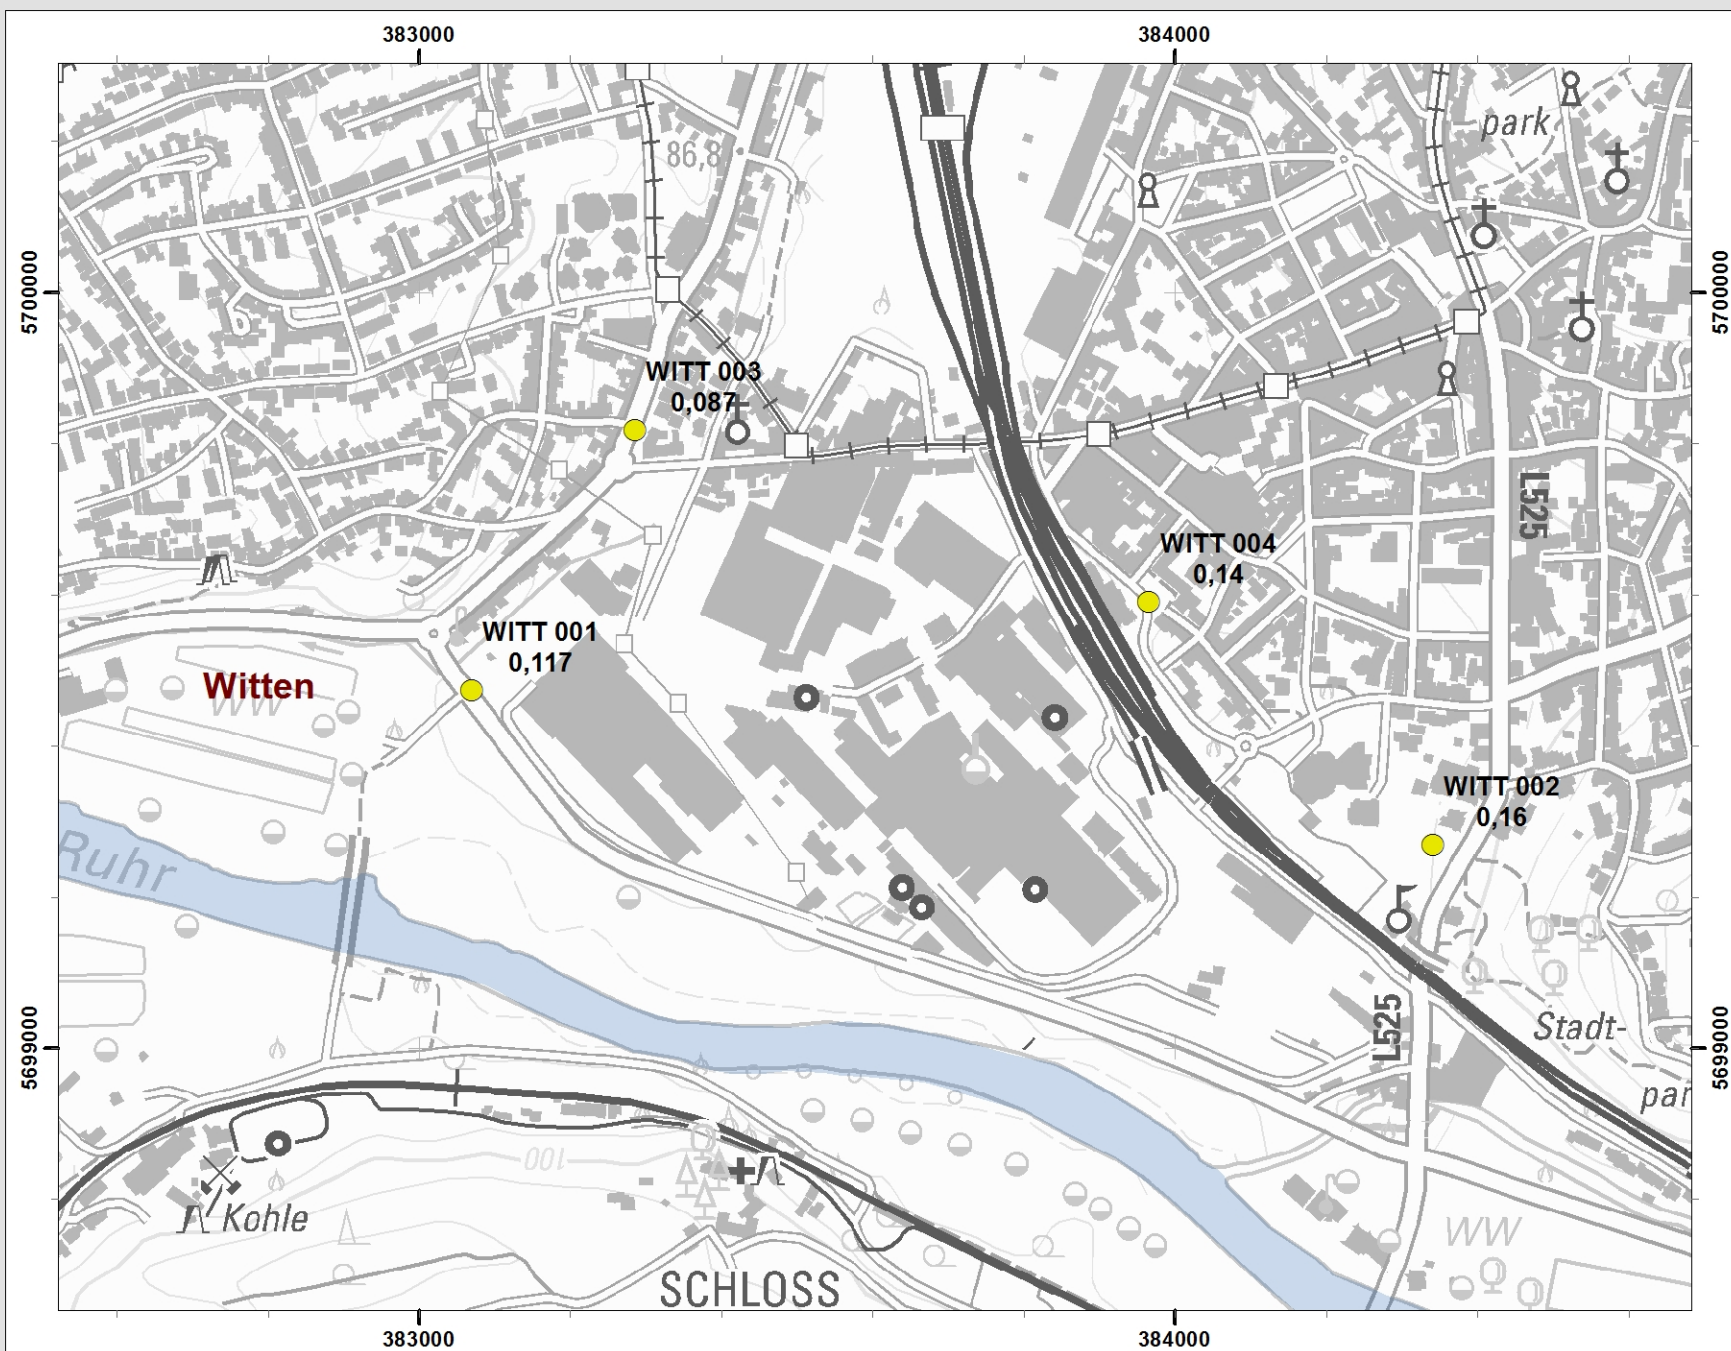 383000
384000
park
86,8
5700000
5700000
WITT 003
0,087
L525
WITT 004
0,14
WITT 001
0,117
Witten
WW
WITT 002
0,16
Ruhr
L525
Stadt-
5699000
5699000
par
100
Kohle
WW
SCHLOSS
383000
384000